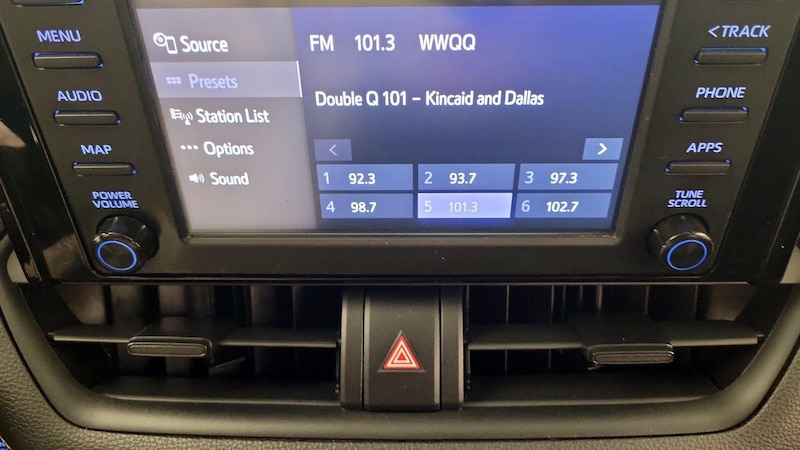 MENU
AUDIO
MAP
POWER
VOLUME
Source
Presets
Station List
Options
Sound
FM 101.3 WWQQ
Double Q 101 – Kincaid and Dallas
< >
1 92.3 2 93.7 3 97.3
4 98.7 5 101.3 6 102.7
<TRACK
PHONE
APPS
TUNE
SCROLL